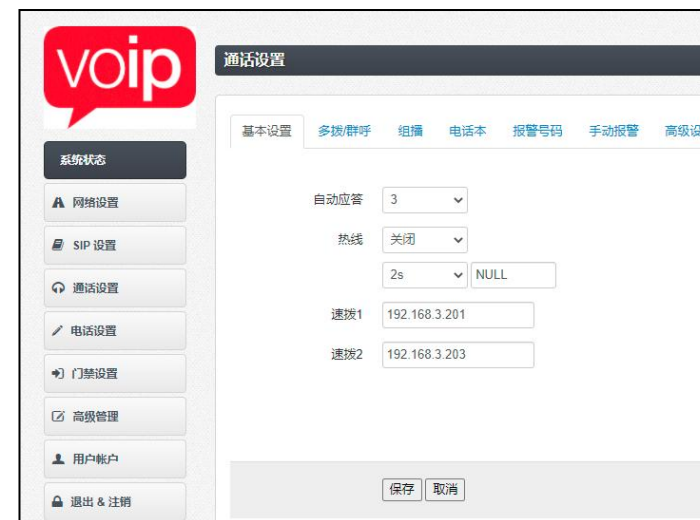 voip
通话设置
基本设置 多拨/群呼 组播 电话本 报警号码 手动报警 高级设
系统状态
网络设置
SIP 设置
通话设置
电话设置
门禁设置
高级管理
用户帐户
退出 & 注销
自动应答 3
热线 关闭
2s NULL
速拨1 192.168.3.201
速拨2 192.168.3.203
保存 取消